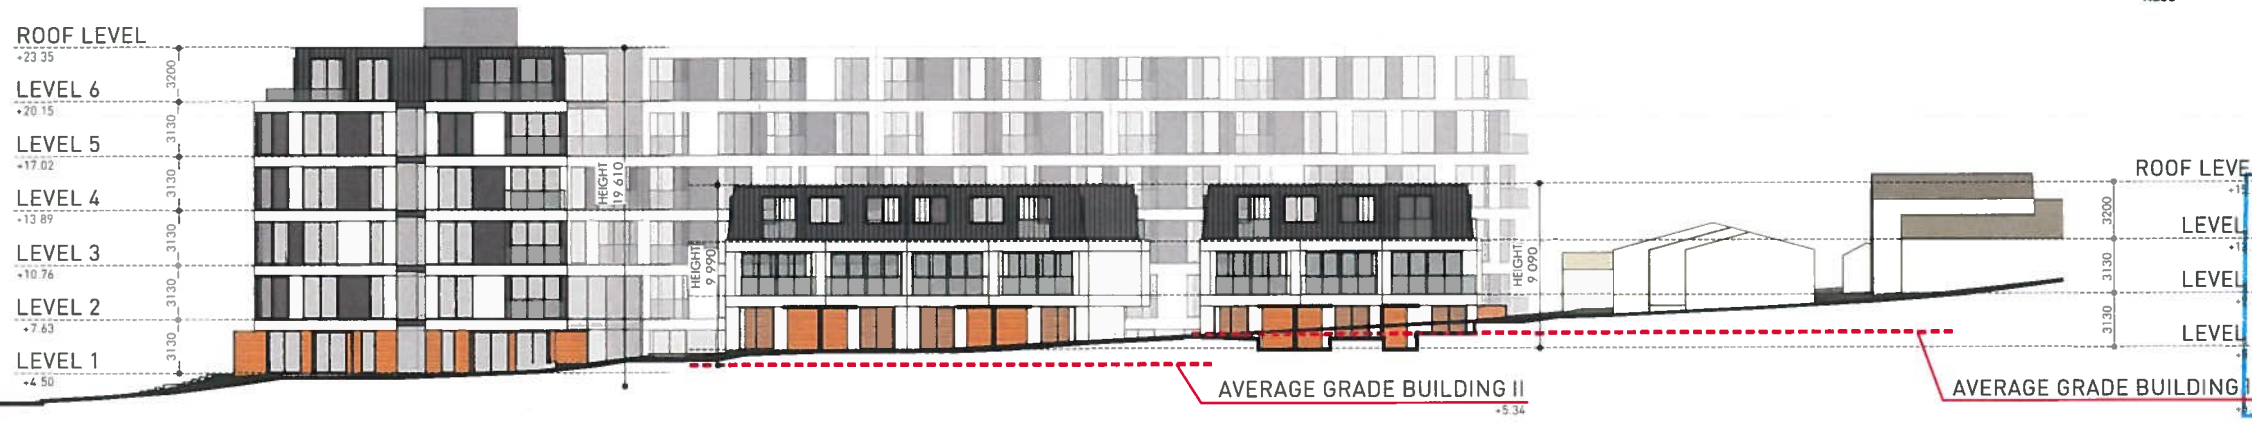 ROOF LEVEL
+23 35
3200
LEVEL 6
+20.15
3130
LEVEL 5
+17.02
3130
LEVEL 4
+13 89
3130
LEVEL 3
+10.76
3130
LEVEL 2
+7.63
3130
LEVEL 1
+4 50
HEIGHT
19 610
HEIGHT
9 990
HEIGHT
9 090
ROOF LEVE
3200
LEVEL
3130
LEVEL
3130
LEVEL
AVERAGE GRADE BUILDING II
+5.34
AVERAGE GRADE BUILDING